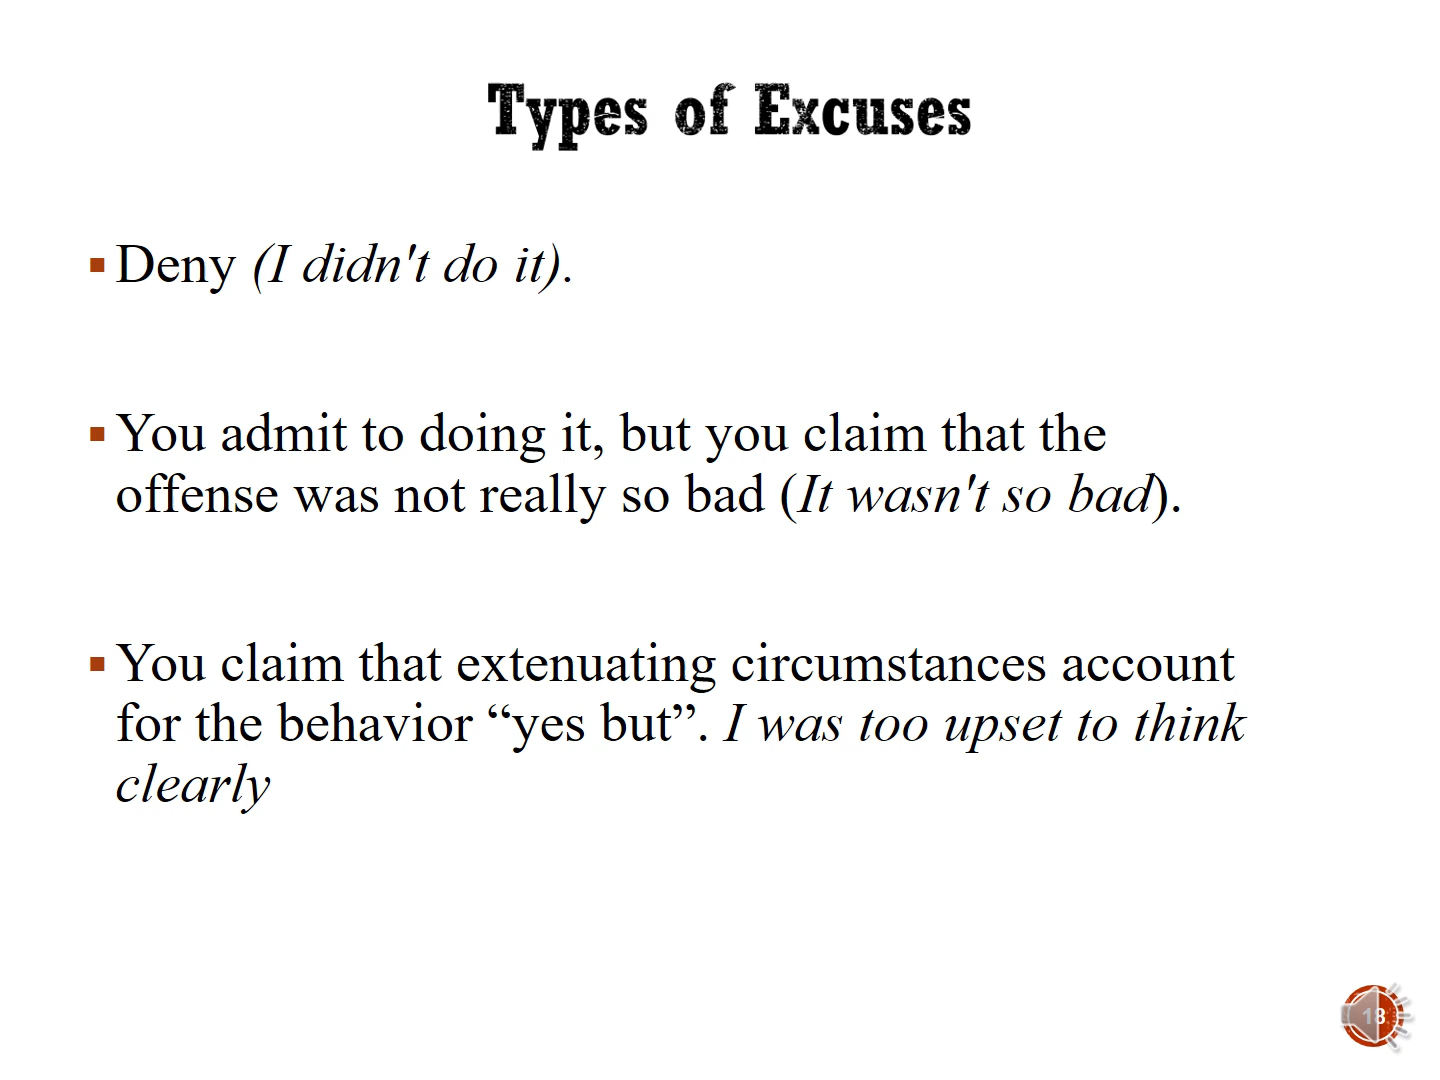 Types of Excuses
▪ Deny (I didn't do it).
▪ You admit to doing it, but you claim that the
offense was not really so bad (It wasn't so bad).
▪ You claim that extenuating circumstances account
for the behavior “yes but”. I was too upset to think
clearly
18